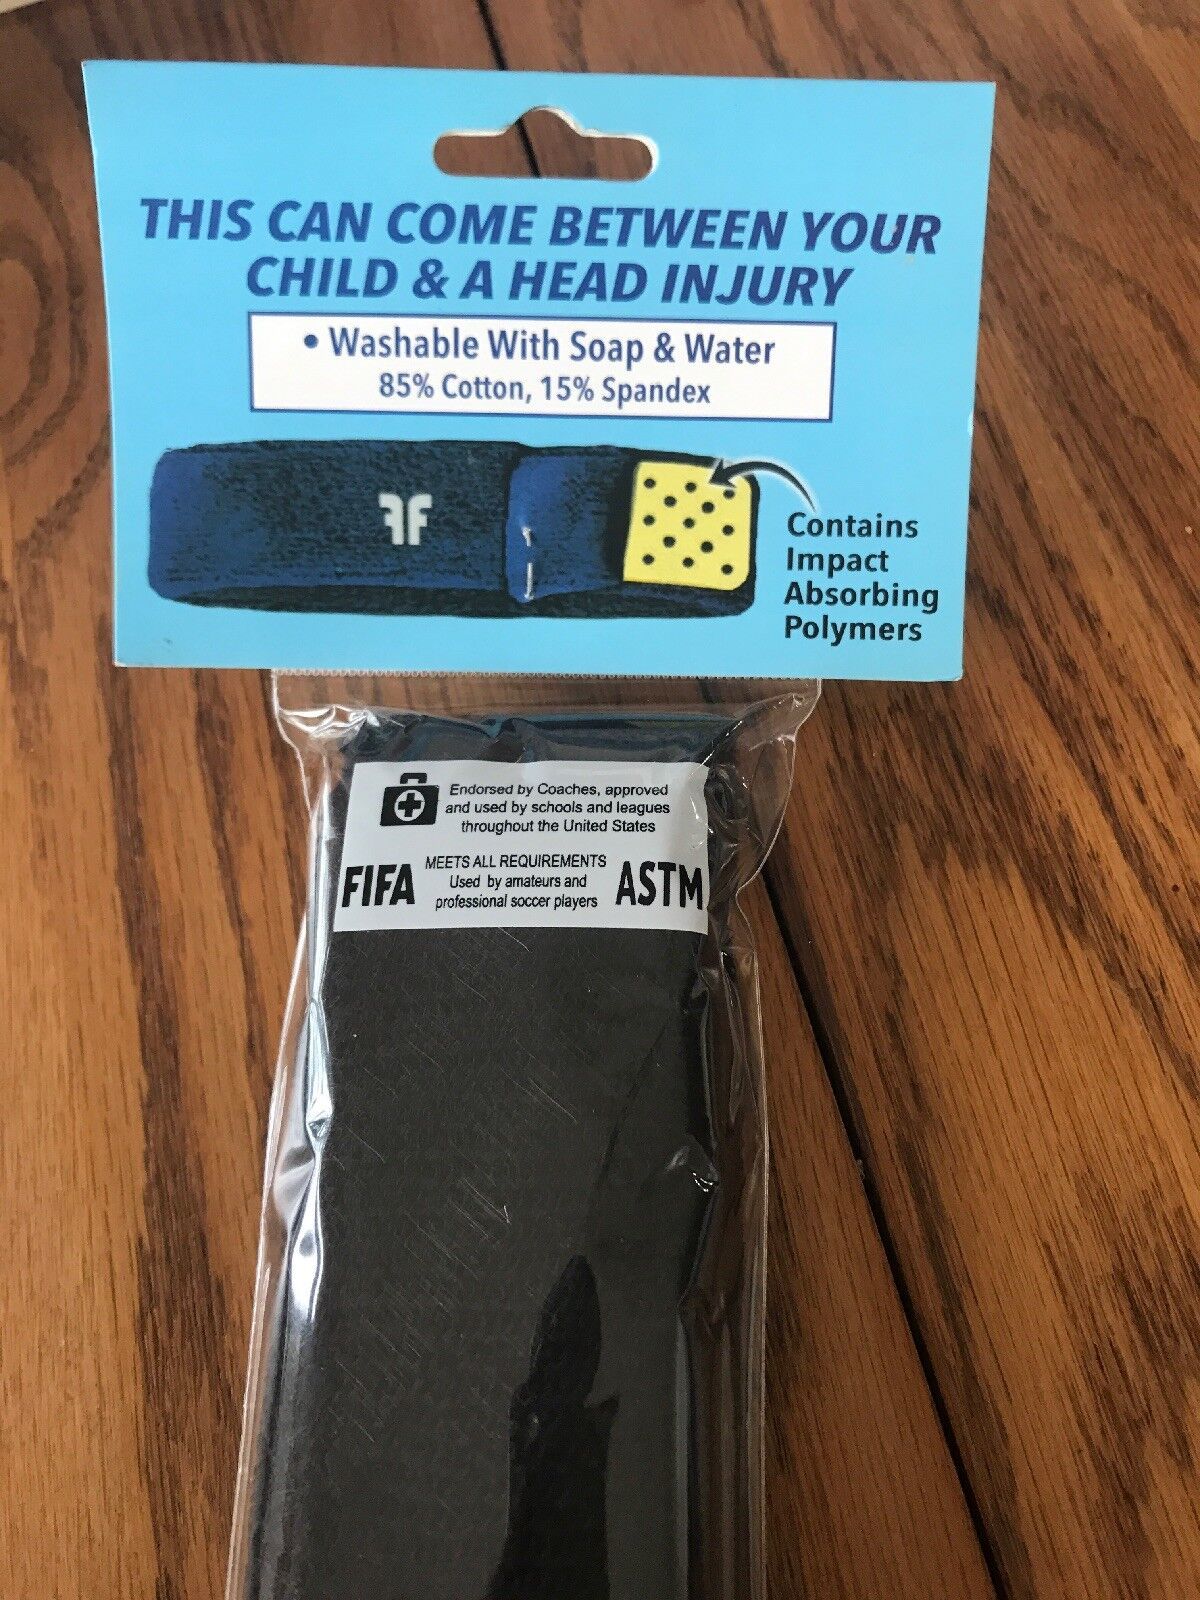 THIS CAN COME BETWEEN YOUR
CHILD & A HEAD INJURY
• Washable With Soap & Water
85% Cotton, 15% Spandex
FF
Contains
Impact
Absorbing
Polymers
Endorsed by Coaches, approved
and used by schools and leagues
throughout the United States
FIFA
MEETS ALL REQUIREMENTS
Used by amateurs and
professional soccer players
ASTM